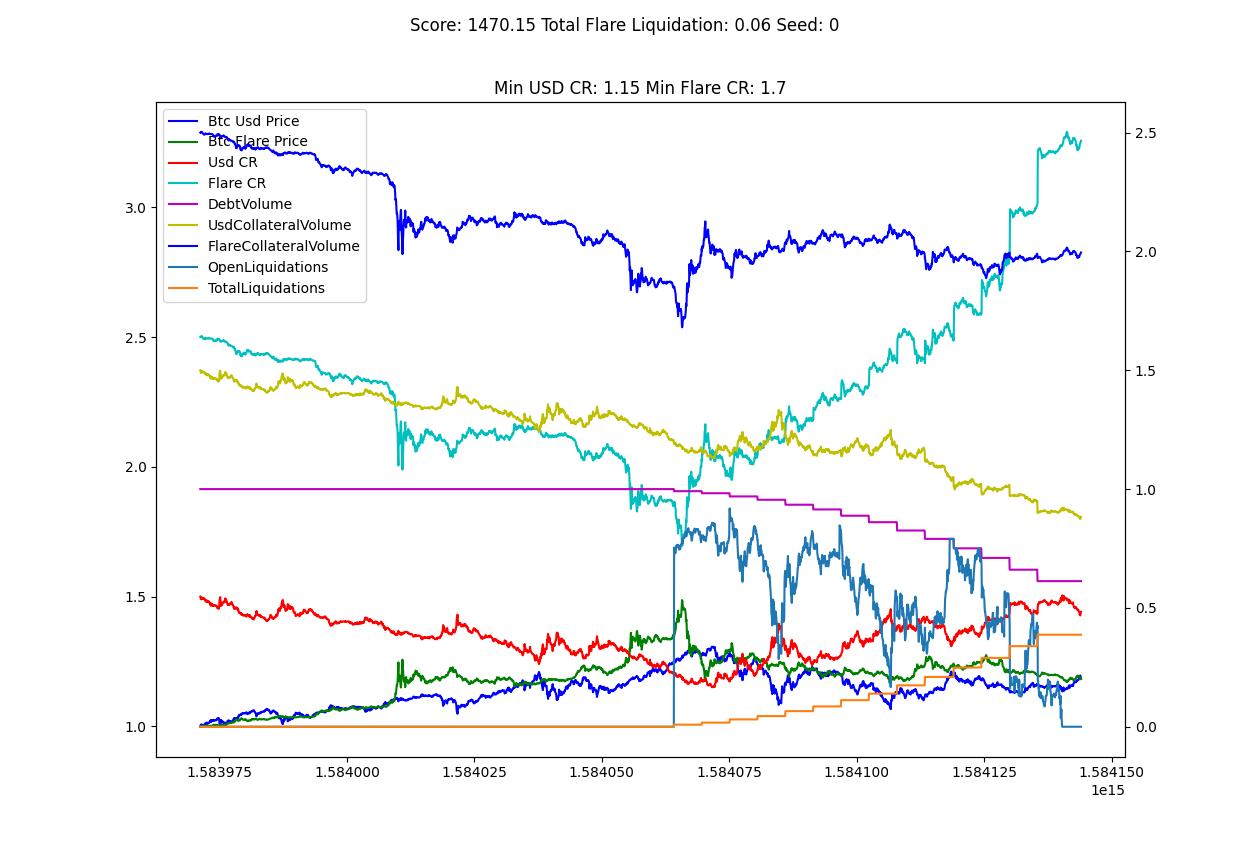 Score: 1470.15 Total Flare Liquidation: 0.06 Seed: 0
Min USD CR: 1.15 Min Flare CR: 1.7
Btc Usd Price
Btc Flare Price
Usd CR
Flare CR
DebtVolume
UsdCollateralVolume
FlareCollateralVolume
OpenLiquidations
TotalLiquidations
3.0
2.5
2.0
1.5
1.0
2.5
2.0
1.5
1.0
0.5
0.0
1.583975
1.584000
1.584025
1.584050
1.584075
1.584100
1.584125
1.584150
1e15